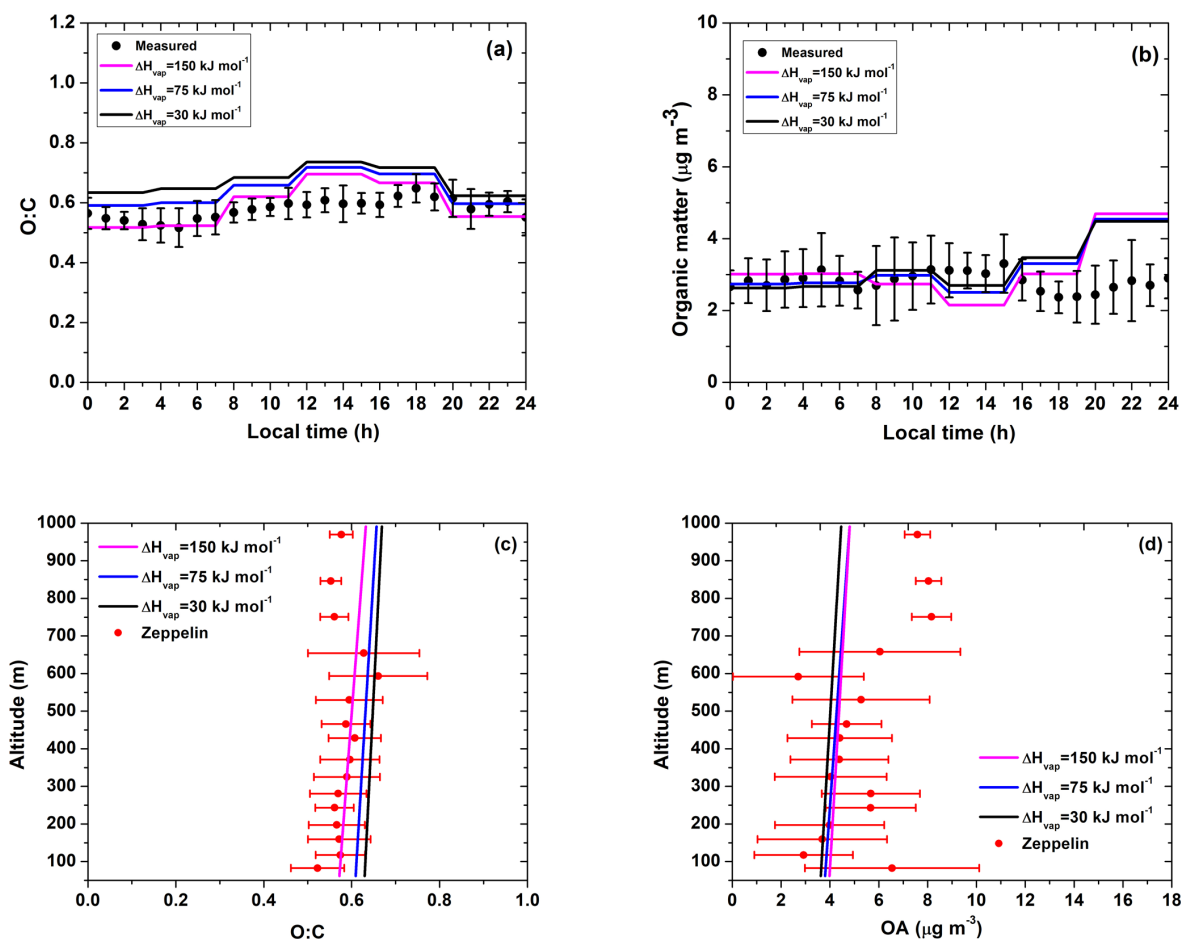 (a)
Measured
ΔHvap=150 kJ mol-1
ΔHvap=75 kJ mol-1
ΔHvap=30 kJ mol-1
1.2
1.0
0.8
0.6
0.4
0.2
0.0
O:C
0 2 4 6 8 10 12 14 16 18 20 22 24
Local time (h)
(b)
Measured
ΔHvap=150 kJ mol-1
ΔHvap=75 kJ mol-1
ΔHvap=30 kJ mol-1
10
8
6
4
2
0
Organic matter (μg m-3)
0 2 4 6 8 10 12 14 16 18 20 22 24
Local time (h)
(c)
ΔHvap=150 kJ mol-1
ΔHvap=75 kJ mol-1
ΔHvap=30 kJ mol-1
Zeppelin
1000
900
800
700
600
500
400
300
200
100
Altitude (m)
0.0 0.2 0.4 0.6 0.8 1.0
O:C
(d)
1000
900
800
700
600
500
400
300
200
100
Altitude (m)
ΔHvap=150 kJ mol-1
ΔHvap=75 kJ mol-1
ΔHvap=30 kJ mol-1
Zeppelin
0 2 4 6 8 10 12 14 16 18
OA (μg m-3)